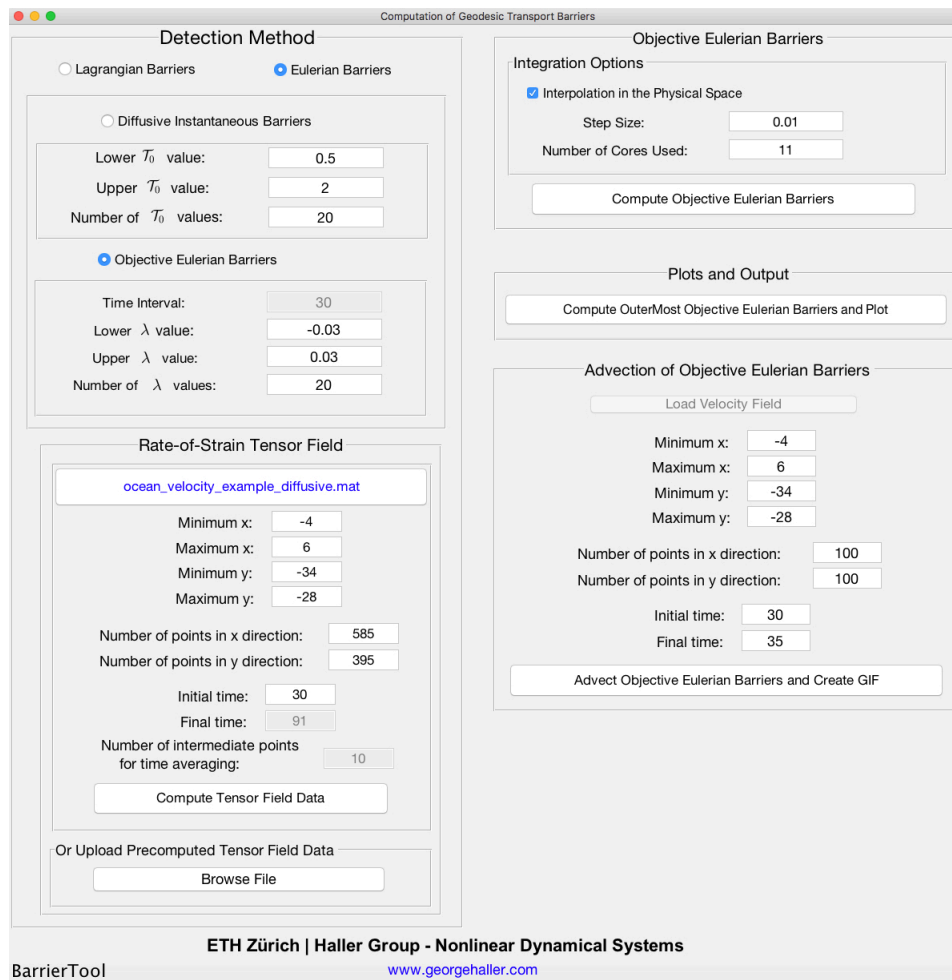 Computation of Geodesic Transport Barriers
Detection Method
Lagrangian Barriers
Eulerian Barriers
Diffusive Instantaneous Barriers
Lower 𝒯₀ value: 0.5
Upper 𝒯₀ value: 2
Number of 𝒯₀ values: 20
Objective Eulerian Barriers
Time Interval: 30
Lower λ value: -0.03
Upper λ value: 0.03
Number of λ values: 20
Rate-of-Strain Tensor Field
ocean_velocity_example_diffusive.mat
Minimum x: -4
Maximum x: 6
Minimum y: -34
Maximum y: -28
Number of points in x direction: 585
Number of points in y direction: 395
Initial time: 30
Final time: 91
Number of intermediate points
for time averaging: 10
Compute Tensor Field Data
Or Upload Precomputed Tensor Field Data
Browse File
Objective Eulerian Barriers
Integration Options
Interpolation in the Physical Space
Step Size: 0.01
Number of Cores Used: 11
Compute Objective Eulerian Barriers
Plots and Output
Compute OuterMost Objective Eulerian Barriers and Plot
Advection of Objective Eulerian Barriers
Load Velocity Field
Minimum x: -4
Maximum x: 6
Minimum y: -34
Maximum y: -28
Number of points in x direction: 100
Number of points in y direction: 100
Initial time: 30
Final time: 35
Advect Objective Eulerian Barriers and Create GIF
ETH Zürich | Haller Group - Nonlinear Dynamical Systems
BarrierTool
www.georgehaller.com